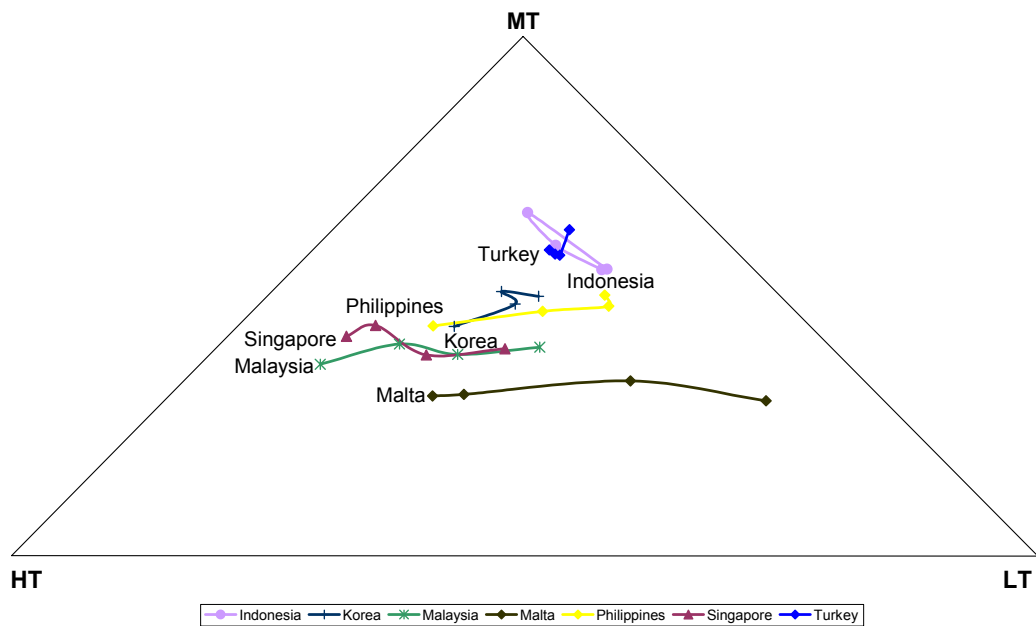 MT
Turkey
Indonesia
Philippines
Singapore
Korea
Malaysia
Malta
HT
LT
Indonesia Korea Malaysia Malta Philippines Singapore Turkey